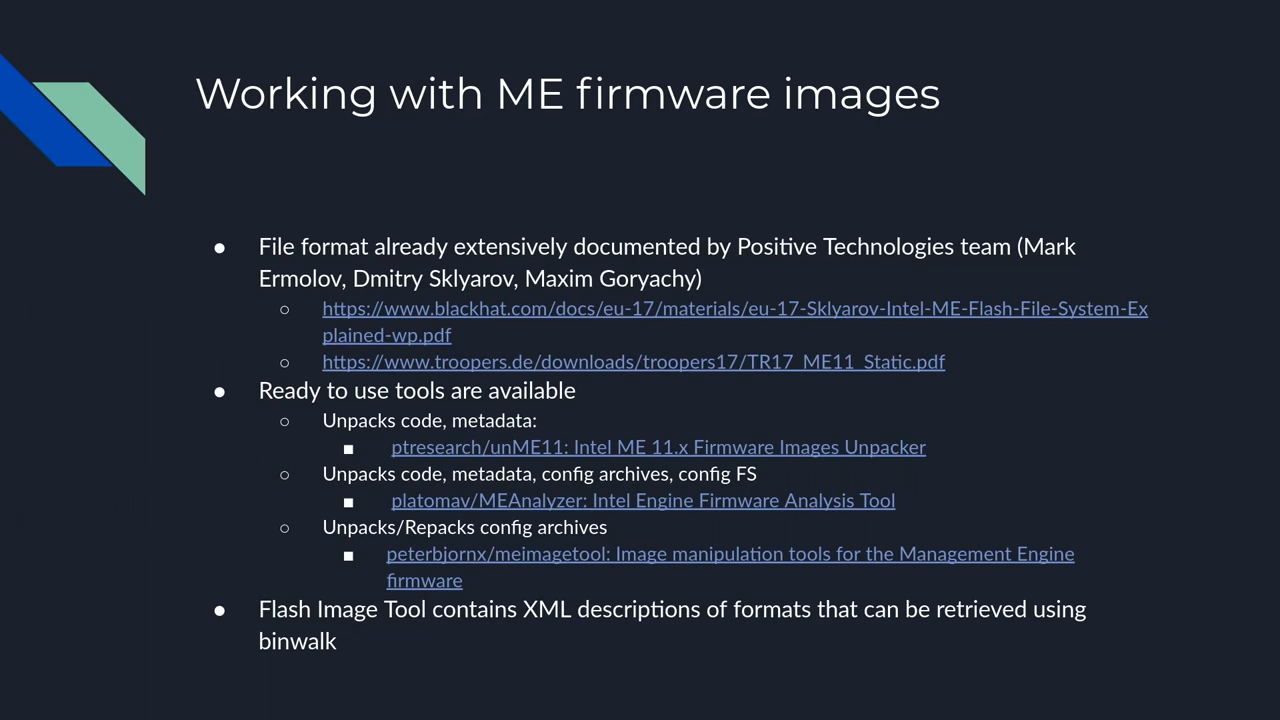 Working with ME firmware images
● File format already extensively documented by Positive Technologies team (Mark
Ermolov, Dmitry Sklyarov, Maxim Goryachy)
○ https://www.blackhat.com/docs/eu-17/materials/eu-17-Sklyarov-Intel-ME-Flash-File-System-Ex
plained-wp.pdf
○ https://www.troopers.de/downloads/troopers17/TR17_ME11_Static.pdf
● Ready to use tools are available
○ Unpacks code, metadata:
■ ptresearch/unME11: Intel ME 11.x Firmware Images Unpacker
○ Unpacks code, metadata, config archives, config FS
■ platomav/MEAnalyzer: Intel Engine Firmware Analysis Tool
○ Unpacks/Repacks config archives
■ peterbjornx/meimagetool: Image manipulation tools for the Management Engine
firmware
● Flash Image Tool contains XML descriptions of formats that can be retrieved using
binwalk